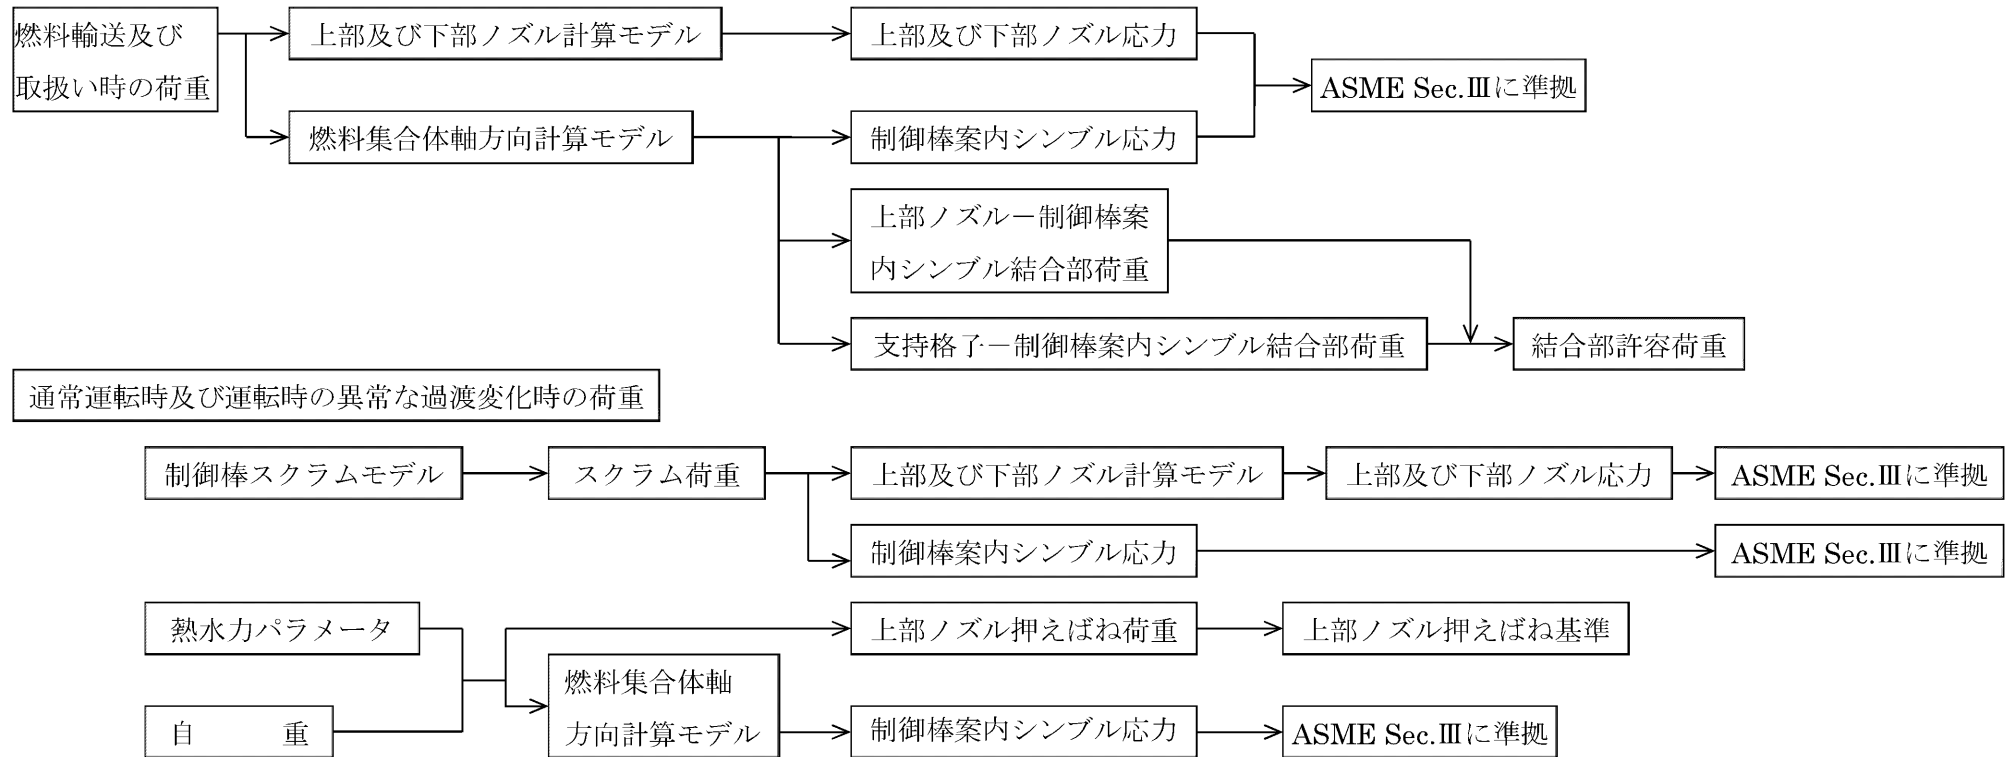 燃料輸送及び
取扱い時の荷重
上部及び下部ノズル計算モデル
上部及び下部ノズル応力
ASME Sec.Ⅲに準拠
燃料集合体軸方向計算モデル
制御棒案内シンブル応力
上部ノズル－制御棒案
内シンブル結合部荷重
支持格子－制御棒案内シンブル結合部荷重
結合部許容荷重
通常運転時及び運転時の異常な過渡変化時の荷重
制御棒スクラムモデル
スクラム荷重
上部及び下部ノズル計算モデル
上部及び下部ノズル応力
ASME Sec.Ⅲに準拠
制御棒案内シンブル応力
ASME Sec.Ⅲに準拠
熱水力パラメータ
上部ノズル押えばね荷重
上部ノズル押えばね基準
燃料集合体軸
方向計算モデル
自　　　重
制御棒案内シンブル応力
ASME Sec.Ⅲに準拠